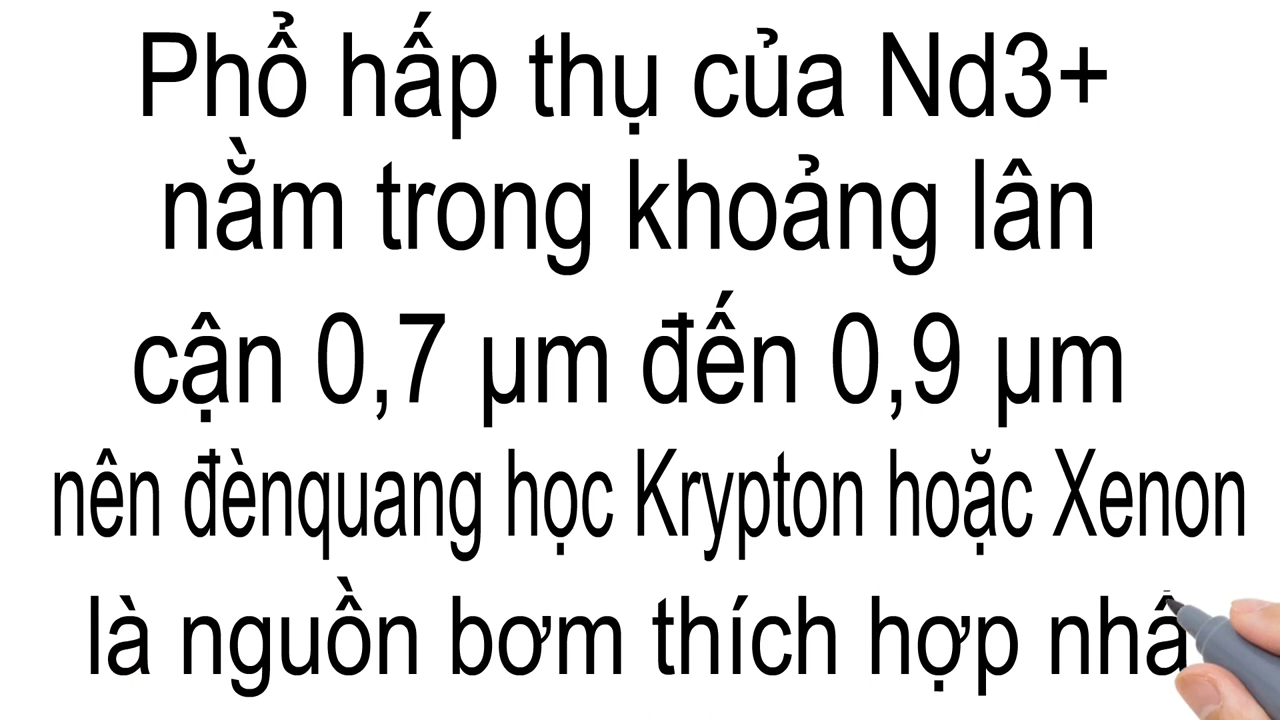 Phổ hấp thụ của Nd3+
nằm trong khoảng lân
cận 0,7 µm đến 0,9 µm
nên đènquang học Krypton hoặc Xenon
là nguồn bơm thích hợp